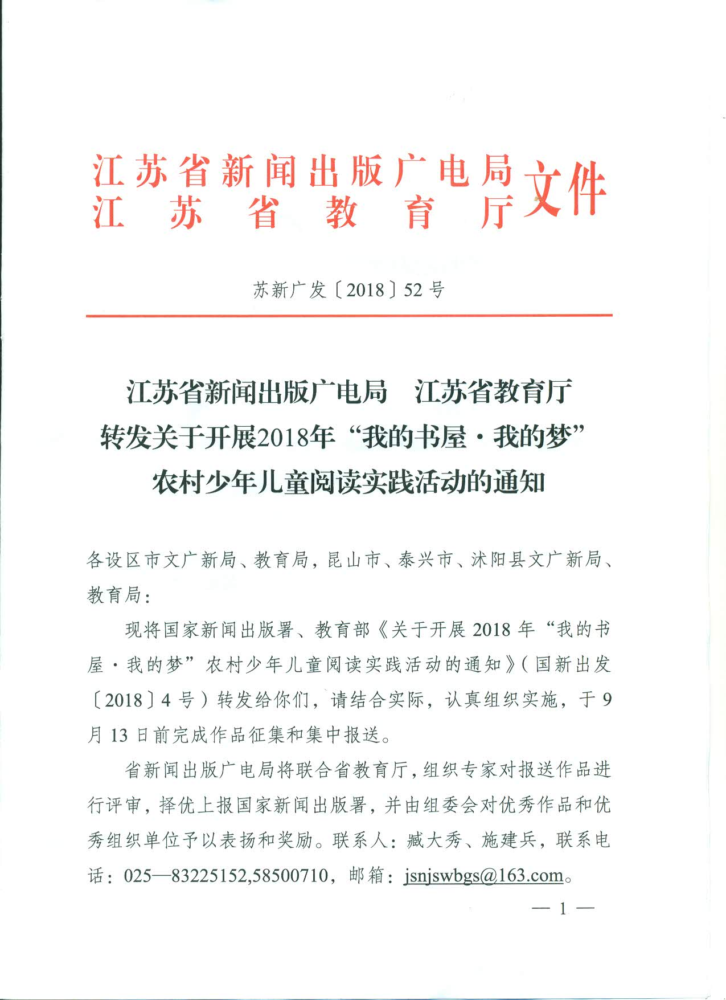 江苏省新闻出版广电局文件
江苏省教育厅
苏新广发〔2018〕52号
江苏省新闻出版广电局　江苏省教育厅
转发关于开展2018年“我的书屋·我的梦”
农村少年儿童阅读实践活动的通知
各设区市文广新局、教育局，昆山市、泰兴市、沭阳县文广新局、
教育局：
现将国家新闻出版署、教育部《关于开展 2018 年“我的书
屋·我的梦”农村少年儿童阅读实践活动的通知》（国新出发
〔2018〕4 号）转发给你们，请结合实际，认真组织实施，于 9
月 13 日前完成作品征集和集中报送。
省新闻出版广电局将联合省教育厅，组织专家对报送作品进
行评审，择优上报国家新闻出版署，并由组委会对优秀作品和优
秀组织单位予以表扬和奖励。联系人：臧大秀、施建兵，联系电
话：025—83225152,58500710，邮箱：jsnjswbgs@163.com。
— 1 —